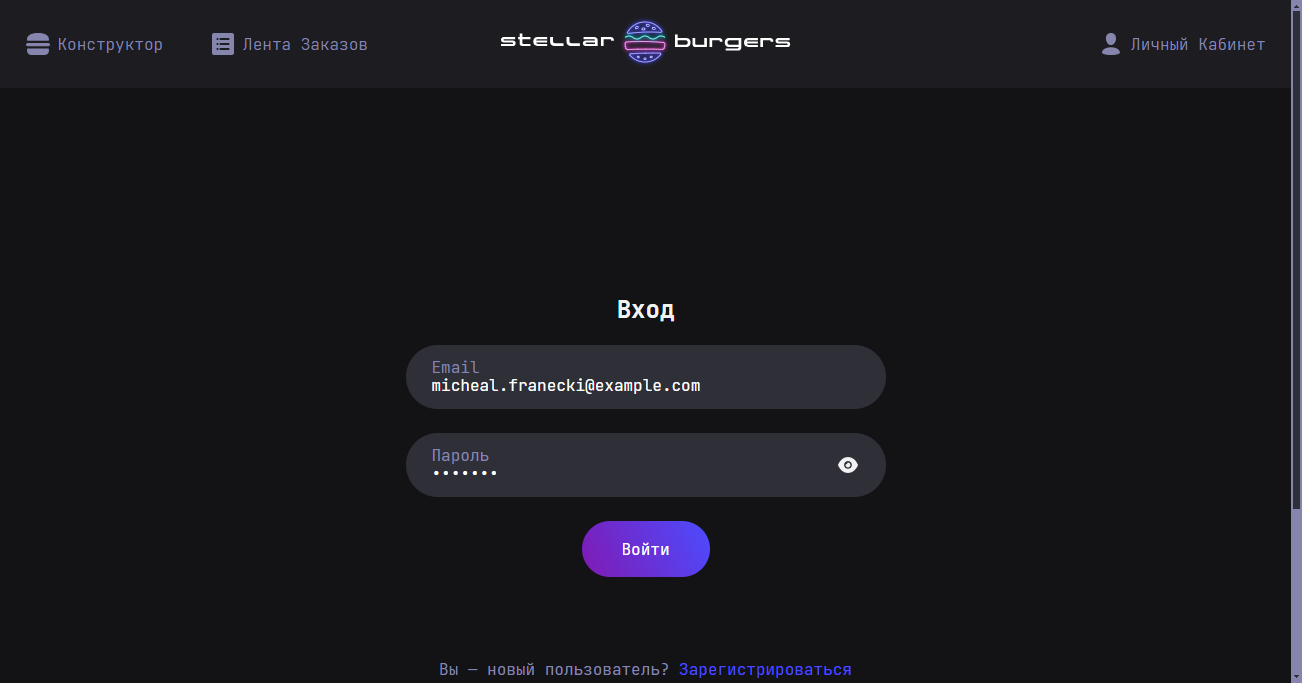 Конструктор
Лента Заказов
stellar burgers
Личный Кабинет
Вход
Email
micheal.franecki@example.com
Пароль
•••••••
Войти
Вы — новый пользователь? Зарегистрироваться